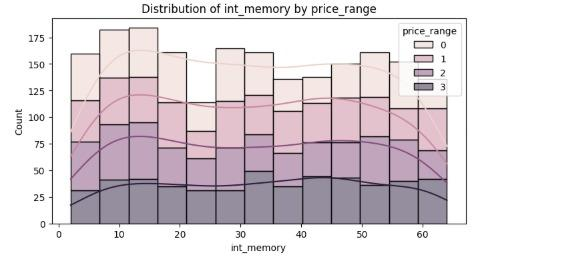 Distribution of int_memory by price_range
175
150
125
100
75
50
25
0
Count
price_range
0
1
2
3
0 10 20 30 40 50 60
int_memory